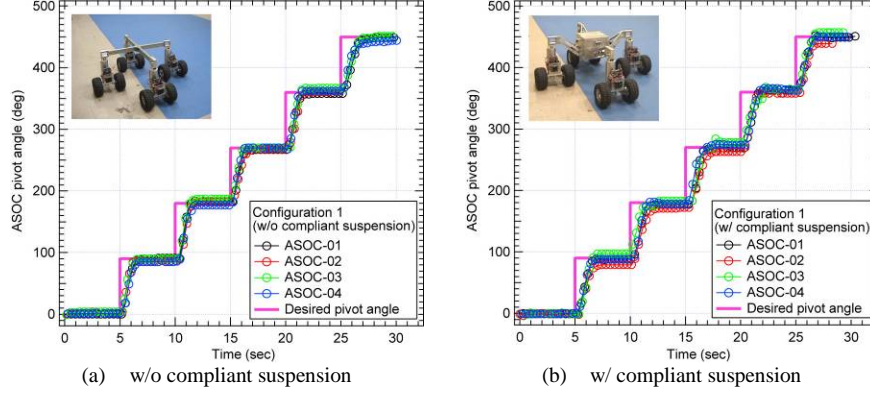 500
400
300
200
100
0
ASOC pivot angle (deg)
Configuration 1
(w/o compliant suspension)
ASOC-01
ASOC-02
ASOC-03
ASOC-04
Desired pivot angle
0 5 10 15 20 25 30
Time (sec)
(a) w/o compliant suspension
500
400
300
200
100
0
ASOC pivot angle (deg)
Configuration 1
(w/ compliant suspension)
ASOC-01
ASOC-02
ASOC-03
ASOC-04
Desired pivot angle
0 5 10 15 20 25 30
Time (sec)
(b) w/ compliant suspension